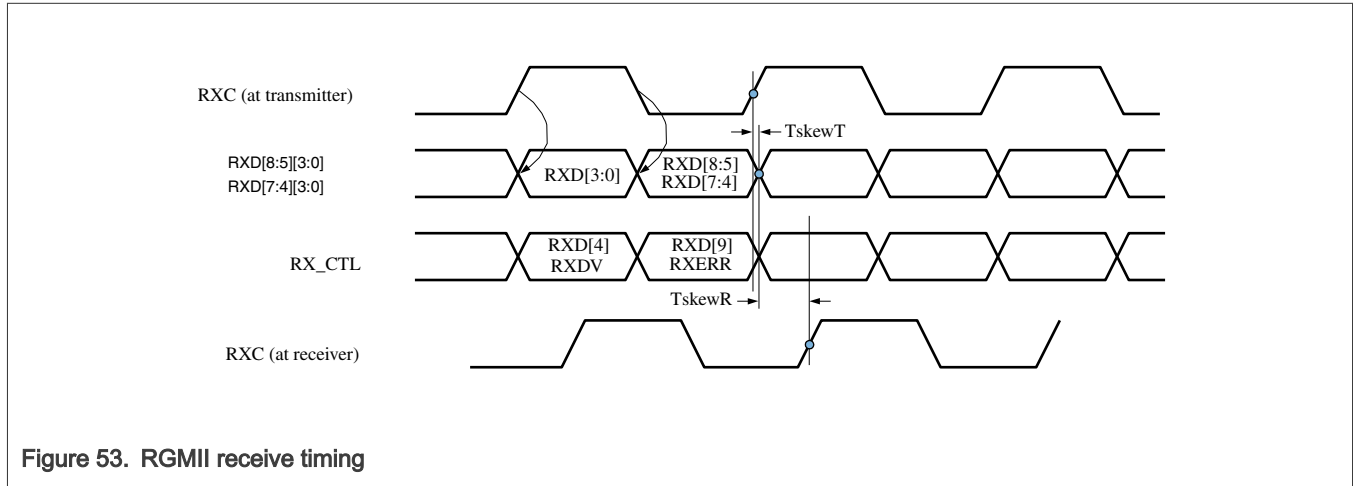 RXC (at transmitter)
TskewT
RXD[8:5][3:0]
RXD[7:4][3:0]
RXD[3:0]
RXD[8:5]
RXD[7:4]
RX_CTL
RXD[4]
RXDV
RXD[9]
RXERR
TskewR
RXC (at receiver)
Figure 53. RGMII receive timing